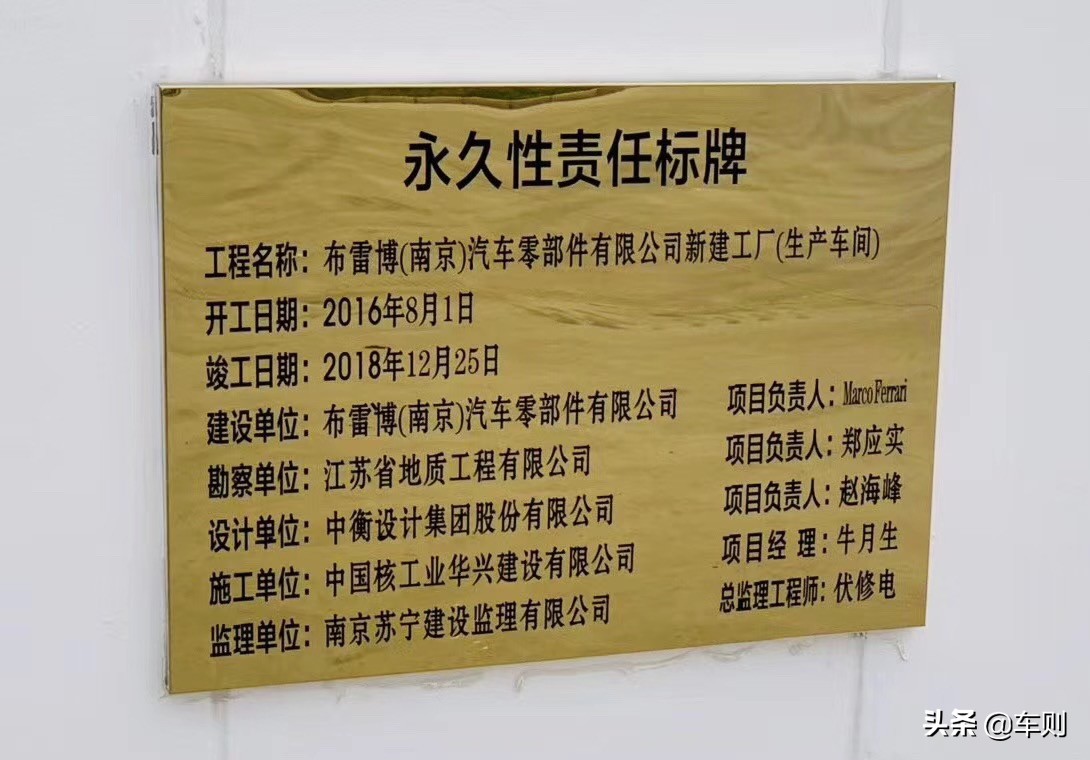 永久性责任标牌
工程名称：布雷博(南京)汽车零部件有限公司新建工厂(生产车间)
开工日期：2016年8月1日
竣工日期：2018年12月25日
建设单位：布雷博(南京)汽车零部件有限公司 项目负责人：Marco Ferrari
勘察单位：江苏省地质工程有限公司 项目负责人：郑应实
设计单位：中衡设计集团股份有限公司 项目负责人：赵海峰
施工单位：中国核工业华兴建设有限公司 项目经理：牛月生
监理单位：南京苏宁建设监理有限公司 总监理工程师：伏修电
头条 @车则